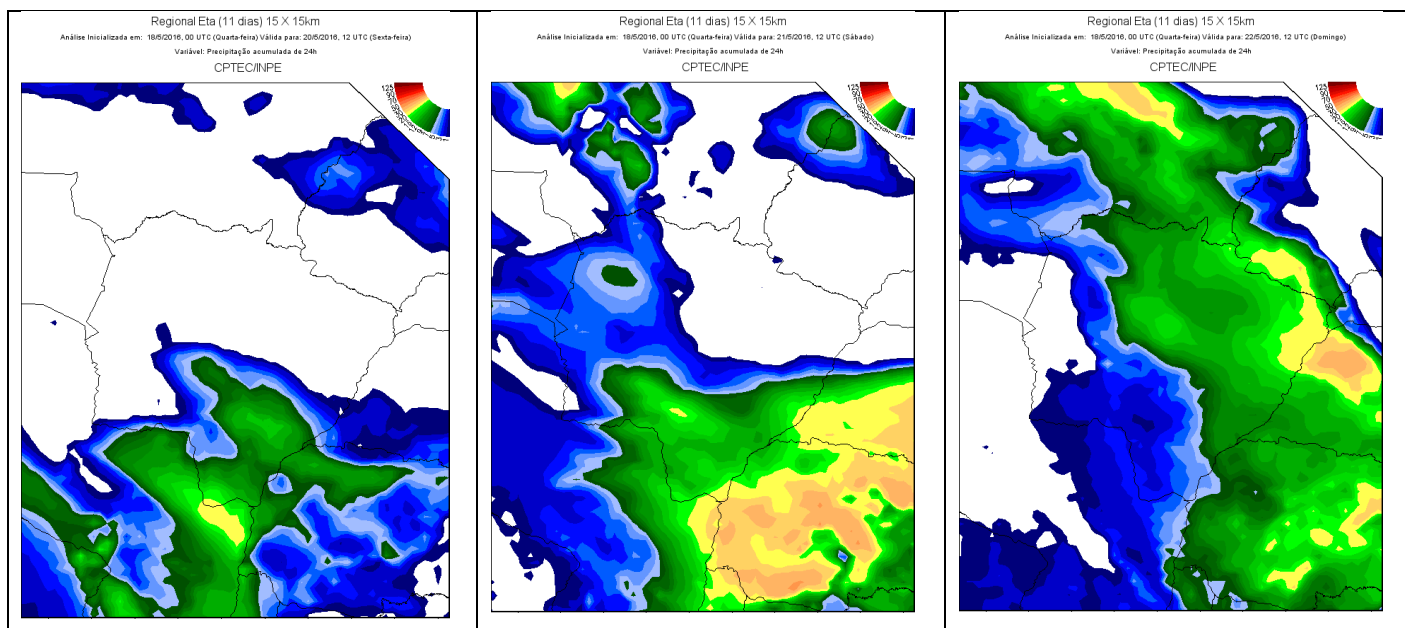 Regional Eta (11 dias) 15 X 15km
Análise Inicializada em: 18/5/2016, 00 UTC (Quarta-feira) Válida para: 20/5/2016, 12 UTC (Sexta-feira)
Variável: Precipitação acumulada de 24h
CPTEC/INPE
Regional Eta (11 dias) 15 X 15km
Análise Inicializada em: 18/5/2016, 00 UTC (Quarta-feira) Válida para: 21/5/2016, 12 UTC (Sábado)
Variável: Precipitação acumulada de 24h
CPTEC/INPE
Regional Eta (11 dias) 15 X 15km
Análise Inicializada em: 18/5/2016, 00 UTC (Quarta-feira) Válida para: 22/5/2016, 12 UTC (Domingo)
Variável: Precipitação acumulada de 24h
CPTEC/INPE